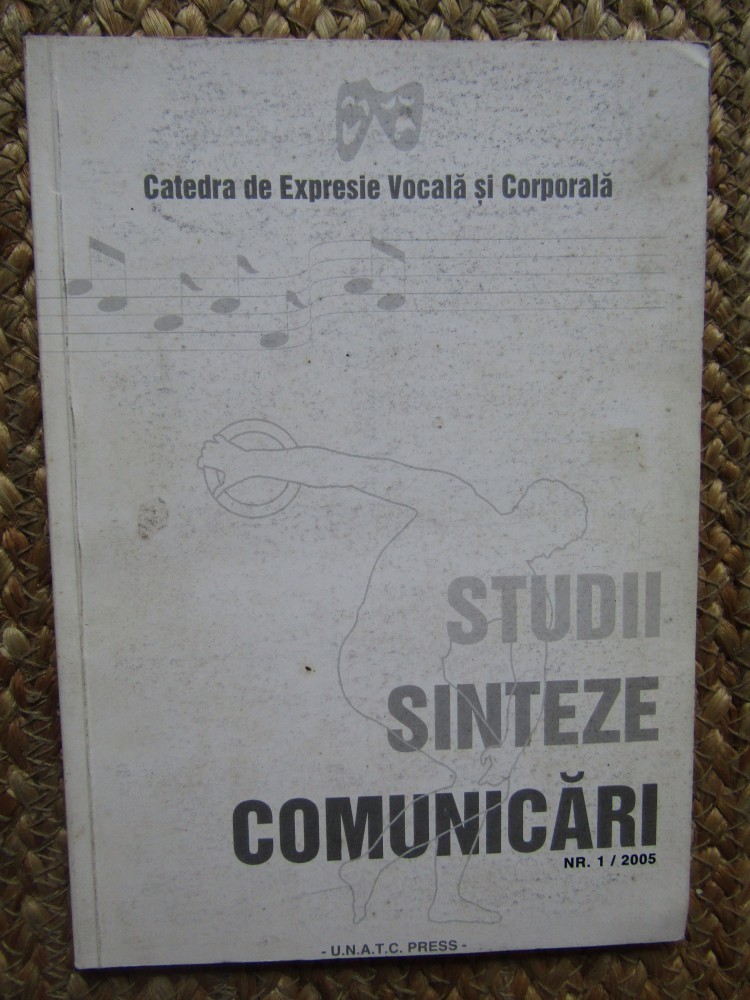 Catedra de Expresie Vocală și Corporală
STUDII
SINTEZE
COMUNICĂRI
NR. 1 / 2005
- U.N.A.T.C. PRESS -